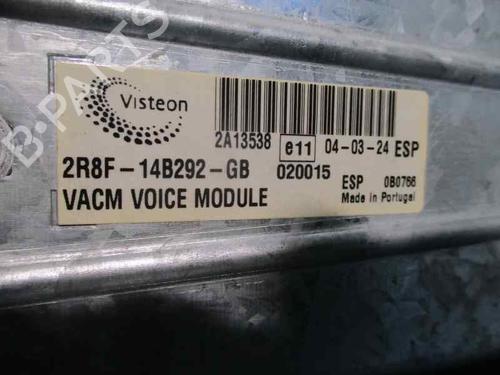 Visteon
2A13538 e11 04-03-24 ESP
2R8F-14B292-GB 020015 ESP 0B0766
VACM VOICE MODULE Made in Portugal
B-PARTS